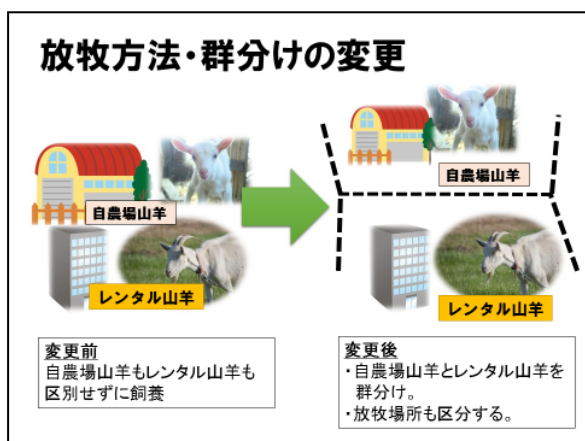 放牧方法・群分けの変更
自農場山羊
レンタル山羊
変更前
自農場山羊もレンタル山羊も
区別せずに飼養
自農場山羊
レンタル山羊
変更後
・自農場山羊とレンタル山羊を
群分け。
・放牧場所も区分する。